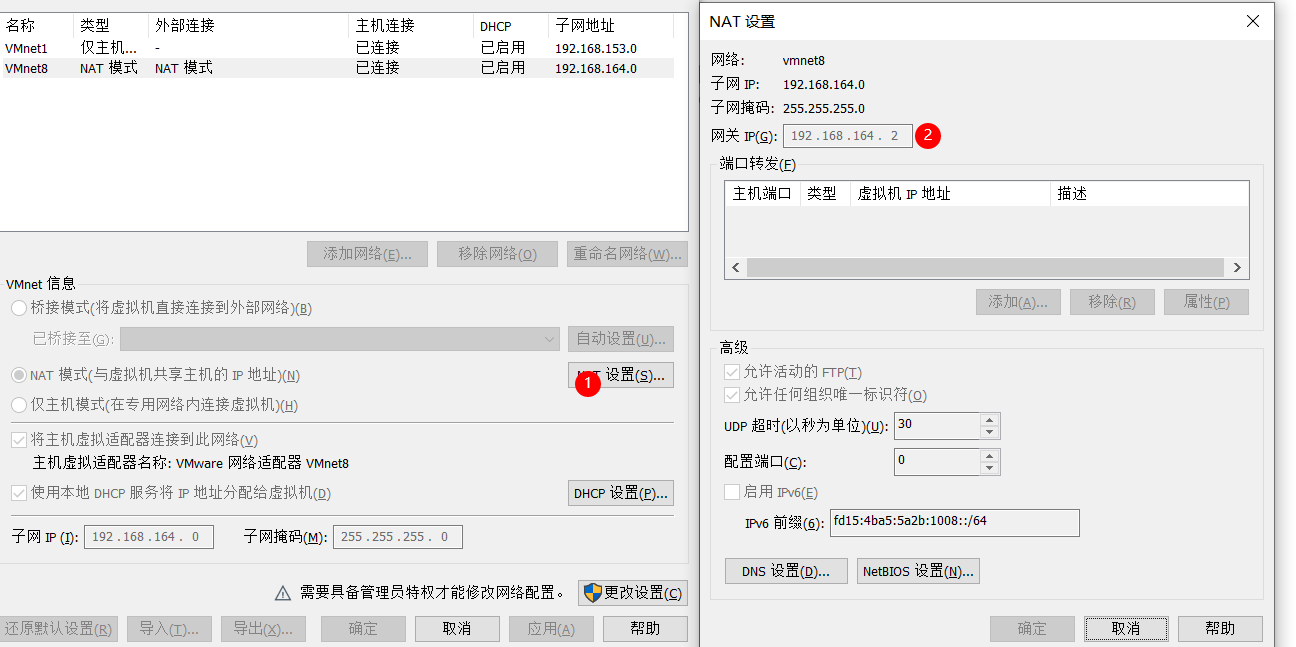 名称 类型 外部连接 主机连接 DHCP 子网地址
VMnet1 仅主机... - 已连接 已启用 192.168.153.0
VMnet8 NAT 模式 NAT 模式 已连接 已启用 192.168.164.0
添加网络(E)... 移除网络(O) 重命名网络(W)...
VMnet 信息
桥接模式(将虚拟机直接连接到外部网络)(B)
已桥接至(G): 自动设置(U)...
NAT 模式(与虚拟机共享主机的 IP 地址)(N) 设置(S)...
1
仅主机模式(在专用网络内连接虚拟机)(H)
将主机虚拟适配器连接到此网络(V)
主机虚拟适配器名称: VMware 网络适配器 VMnet8
使用本地 DHCP 服务将 IP 地址分配给虚拟机(D) DHCP 设置(P)...
子网 IP (I): 192 . 168 . 164 . 0 子网掩码(M): 255 . 255 . 255 . 0
需要具备管理员特权才能修改网络配置。 更改设置(C)
还原默认设置(R) 导入(T)... 导出(X)... 确定 取消 应用(A) 帮助
NAT 设置
网络: vmnet8
子网 IP: 192.168.164.0
子网掩码: 255.255.255.0
网关 IP(G): 192 . 168 . 164 . 2 2
端口转发(F)
主机端口 类型 虚拟机 IP 地址 描述
添加(A)... 移除(R) 属性(P)
高级
允许活动的 FTP(T)
允许任何组织唯一标识符(O)
UDP 超时(以秒为单位)(U): 30
配置端口(C): 0
启用 IPv6(E)
IPv6 前缀(6): fd15:4ba5:5a2b:1008::/64
DNS 设置(D)... NetBIOS 设置(N)...
确定 取消 帮助